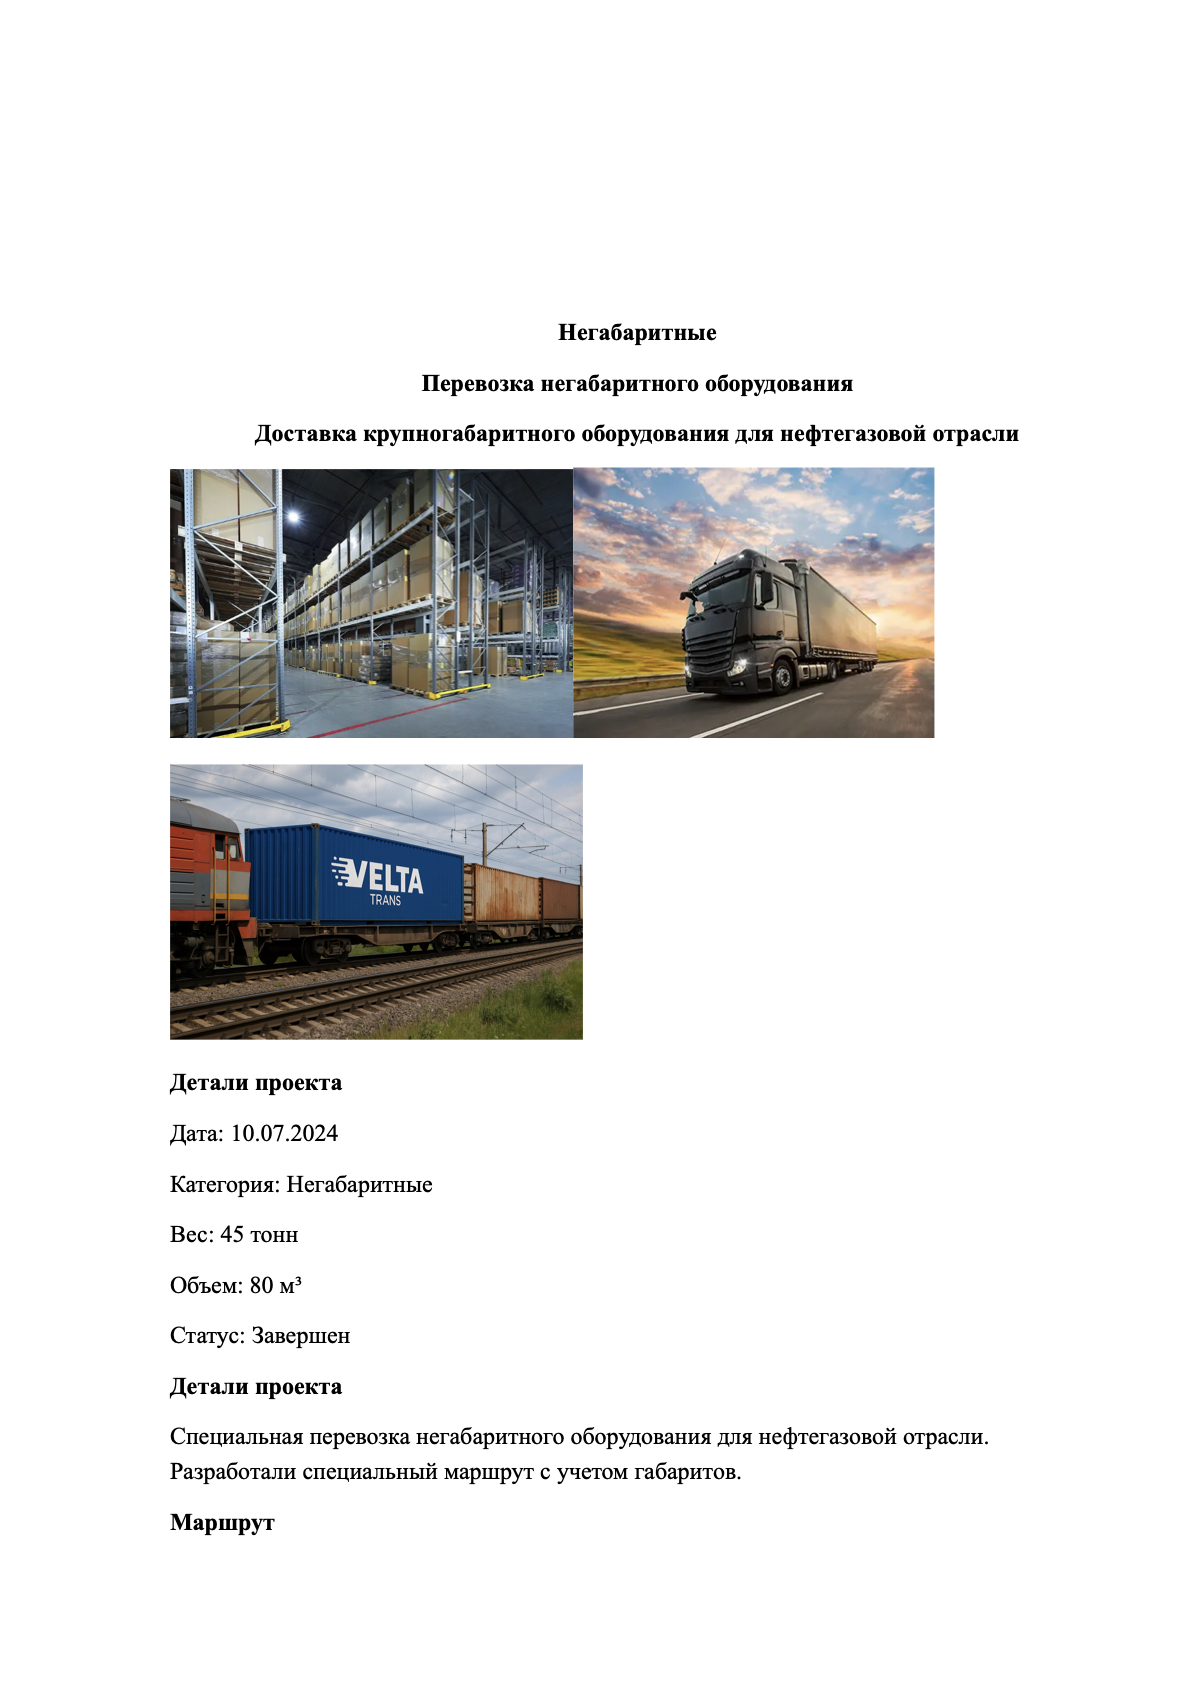 Негабаритные
Перевозка негабаритного оборудования
Доставка крупногабаритного оборудования для нефтегазовой отрасли
VELTA
TRANS
Детали проекта
Дата: 10.07.2024
Категория: Негабаритные
Вес: 45 тонн
Объем: 80 м³
Статус: Завершен
Детали проекта
Специальная перевозка негабаритного оборудования для нефтегазовой отрасли.
Разработали специальный маршрут с учетом габаритов.
Маршрут